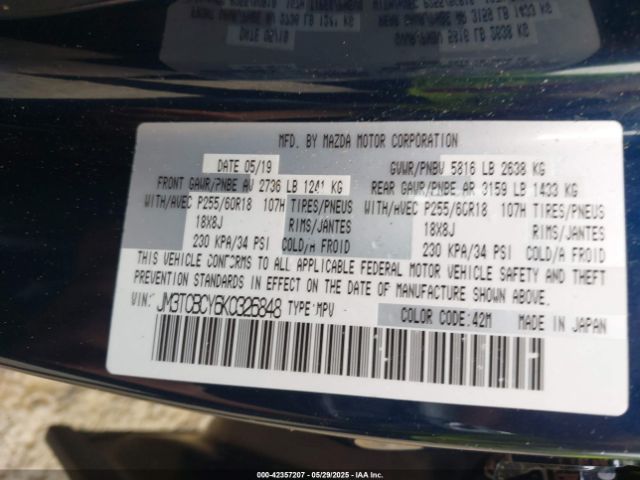 MFD. BY MAZDA MOTOR CORPORATION
DATE 05/19 GVWR/PNBV 5816 LB 2638 KG
FRONT GAWR/PNBE AV 2736 LB 1241 KG REAR GAWR/PNBE AR 3159 LB 1433 KG
WITH/AVEC P255/60R18 107H TIRES/PNEUS WITH/AVEC P255/60R18 107H TIRES/PNEUS
18X8J RIMS/JANTES 18X8J RIMS/JANTES
230 KPA/34 PSI COLD/A FROID 230 KPA/34 PSI COLD/A FROID
THIS VEHICLE CONFORMS TO ALL APPLICABLE FEDERAL MOTOR VEHICLE SAFETY AND THEFT
PREVENTION STANDARDS IN EFFECT ON THE DATE OF MANUFACTURE SHOWN ABOVE.
VIN: JM3TCBCY6K0326848 TYPE:MPV COLOR CODE:42M MADE IN JAPAN
000-42357207 - 05/29/2025 - IAAI.COM